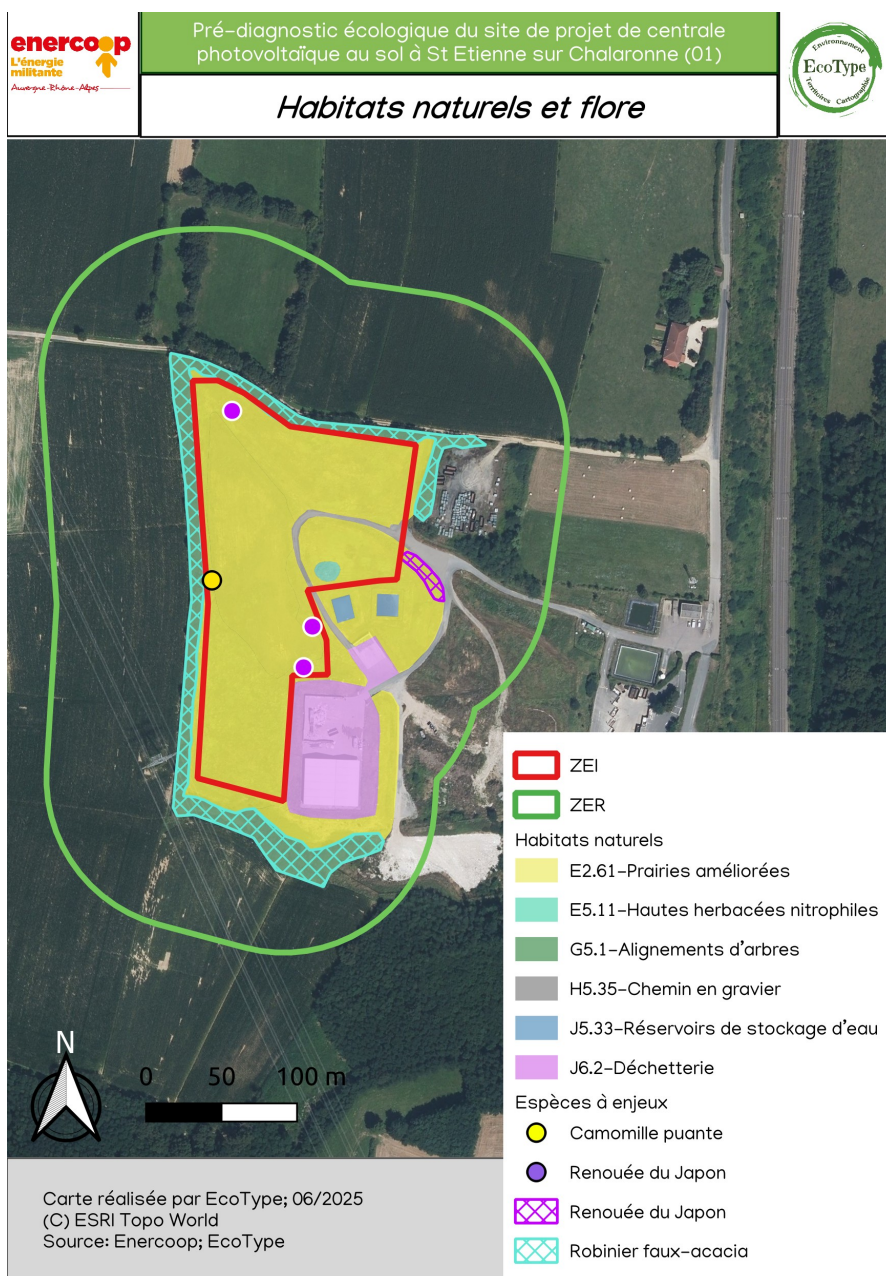 enercoop
L'énergie
militante
Auvergne-Rhône-Alpes
Pré-diagnostic écologique du site de projet de centrale
photovoltaïque au sol à St Etienne sur Chalaronne (01)
Habitats naturels et flore
Environnement
EcoType
Territoires Cartographie
ZEI
ZER
Habitats naturels
E2.61-Prairies améliorées
E5.11-Hautes herbacées nitrophiles
G5.1-Alignements d'arbres
H5.35-Chemin en gravier
J5.33-Réservoirs de stockage d'eau
J6.2-Déchetterie
Espèces à enjeux
Camomille puante
Renouée du Japon
Renouée du Japon
Robinier faux-acacia
N
0 50 100 m
Carte réalisée par EcoType; 06/2025
(C) ESRI Topo World
Source: Enercoop; EcoType